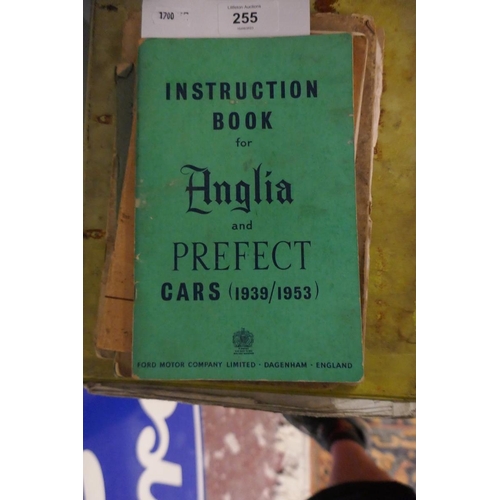 255
INSTRUCTION
BOOK
for
Anglia
and
PREFECT
CARS (1939/1953)
FORD MOTOR COMPANY LIMITED - DAGENHAM - ENGLAND